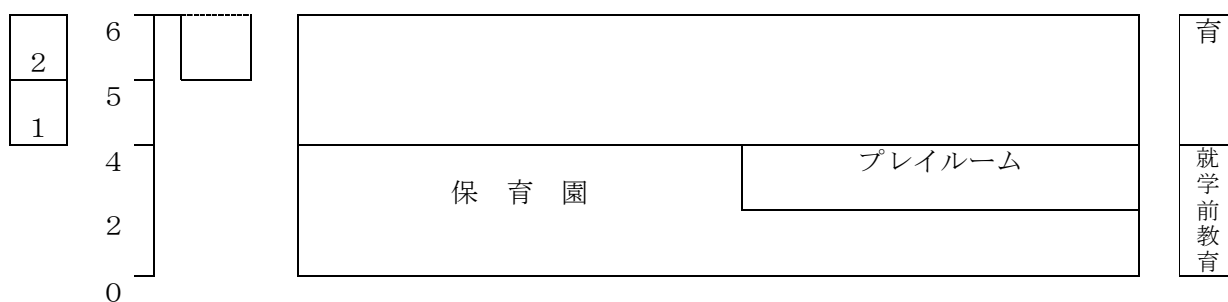 ２
１
６
５
４
２
０
保　育　園
プレイルーム
育
就学前教育